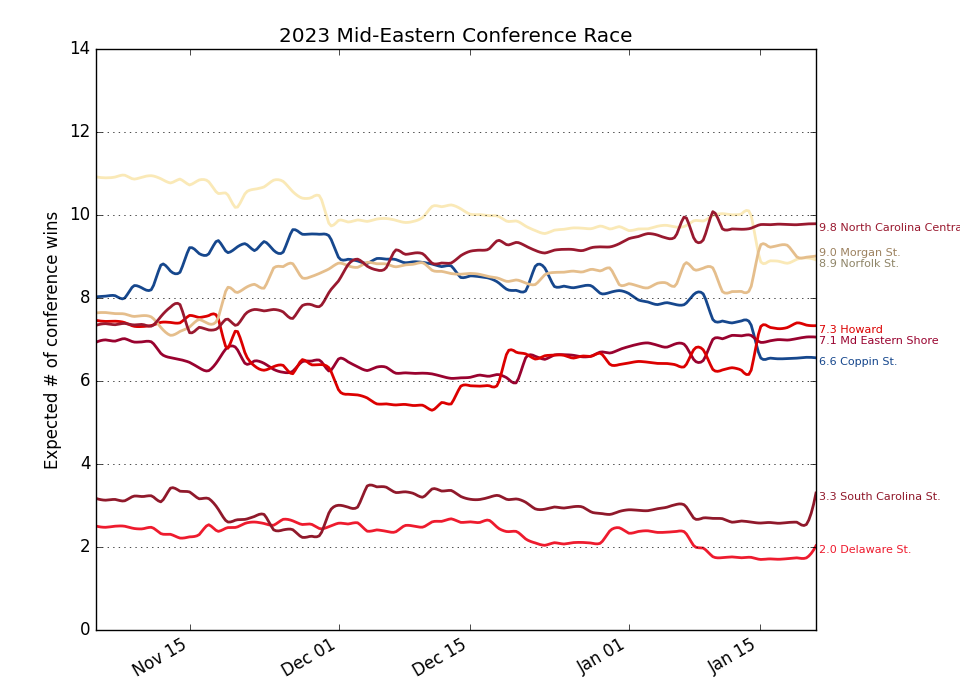 2023 Mid-Eastern Conference Race
Expected # of conference wins
14
12
10
8
6
4
2
0
Nov 15
Dec 01
Dec 15
Jan 01
Jan 15
9.8 North Carolina Centra
9.0 Morgan St.
8.9 Norfolk St.
7.3 Howard
7.1 Md Eastern Shore
6.6 Coppin St.
3.3 South Carolina St.
2.0 Delaware St.